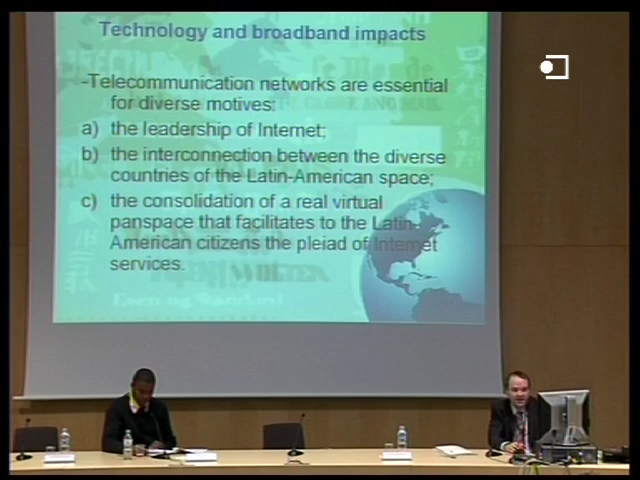 Technology and broadband impacts
-Telecommunication networks are essential
for diverse motives:
a) the leadership of Internet;
b) the interconnection between the diverse
countries of the Latin-American space;
c) the consolidation of a real virtual
panspace that facilitates to the Latin-
American citizens the pleiad of Internet
services.
Evening Standard